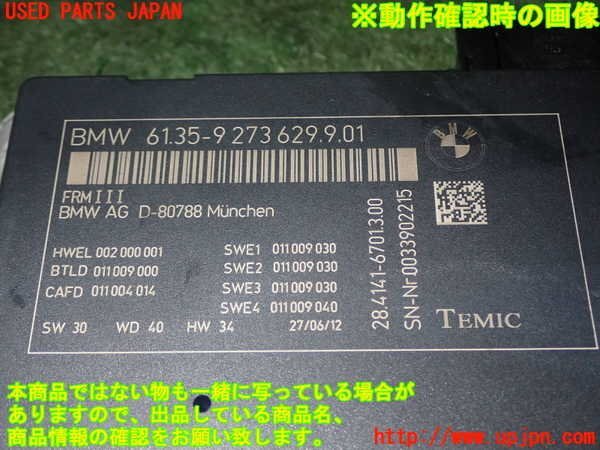 USED PARTS JAPAN
※動作確認時の画像
BMW 61.35-9 273 629.9.01
BMW
FRMIII
BMW AG D-80788 München
HWEL 002 000 001
BTLD 011 009 000
CAFD 011 004 014
SWE1 011 009 030
SWE2 011 009 030
SWE3 011 009 030
SWE4 011 009 040
SW 30 WD 40 HW 34 27/06/12
28.4141-6701.3.00
SN-Nr0033902215
TEMIC
本商品ではない物も一緒に写っている場合が
ありますので、出品している商品名、
商品情報の確認をお願い致します。
http://www.upjpn.com/